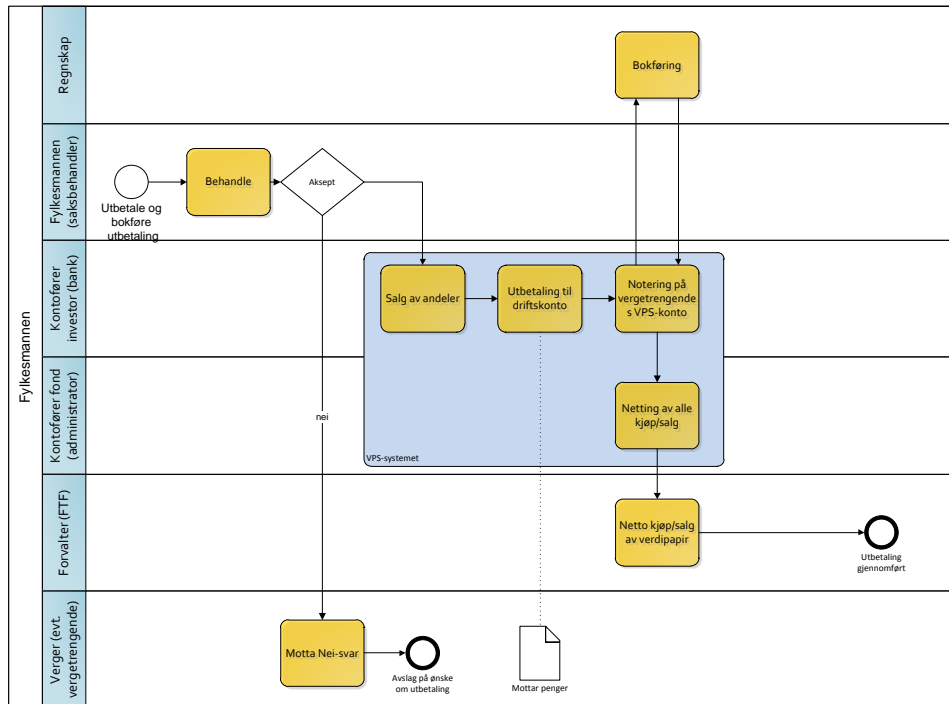 Fylkesmannen
Regnskap
Bokføring
Fylkesmannen
(saksbehandler)
Utbetale og
bokføre
utbetaling
Behandle
Aksept
Kontofører
investor (bank)
Salg av andeler
Utbetaling til
driftskonto
Notering på
vergetrengende
s VPS-konto
Kontofører fond
(administrator)
nei
Netting av alle
kjøp/salg
VPS-systemet
Forvalter (FTF)
Netto kjøp/salg
av verdipapir
Utbetaling
gjennomført
Verger (evt.
vergetrengende)
Motta Nei-svar
Avslag på ønske
om utbetaling
Mottar penger